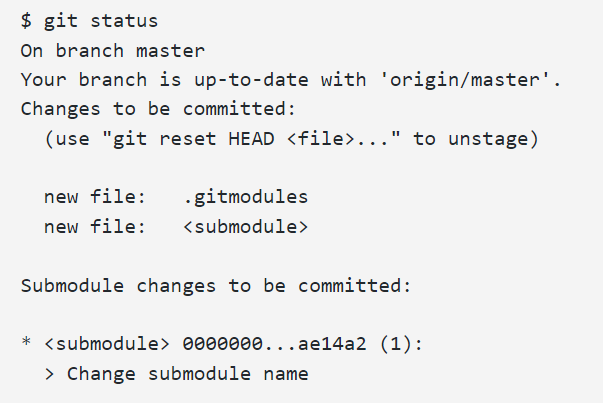 $ git status
On branch master
Your branch is up-to-date with 'origin/master'.
Changes to be committed:
  (use "git reset HEAD <file>..." to unstage)

  new file:   .gitmodules
  new file:   <submodule>

Submodule changes to be committed:

* <submodule> 0000000...ae14a2 (1):
  > Change submodule name